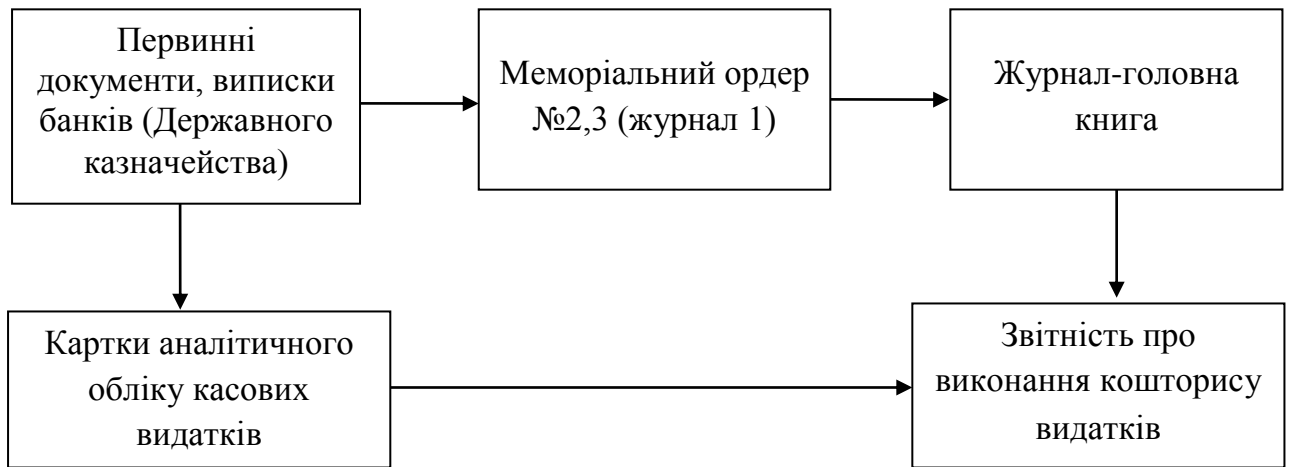 Первинні
документи, виписки
банків (Державного
казначейства)
Меморіальний ордер
№2,3 (журнал 1)
Журнал-головна
книга
Картки аналітичного
обліку касових
видатків
Звітність про
виконання кошторису
видатків